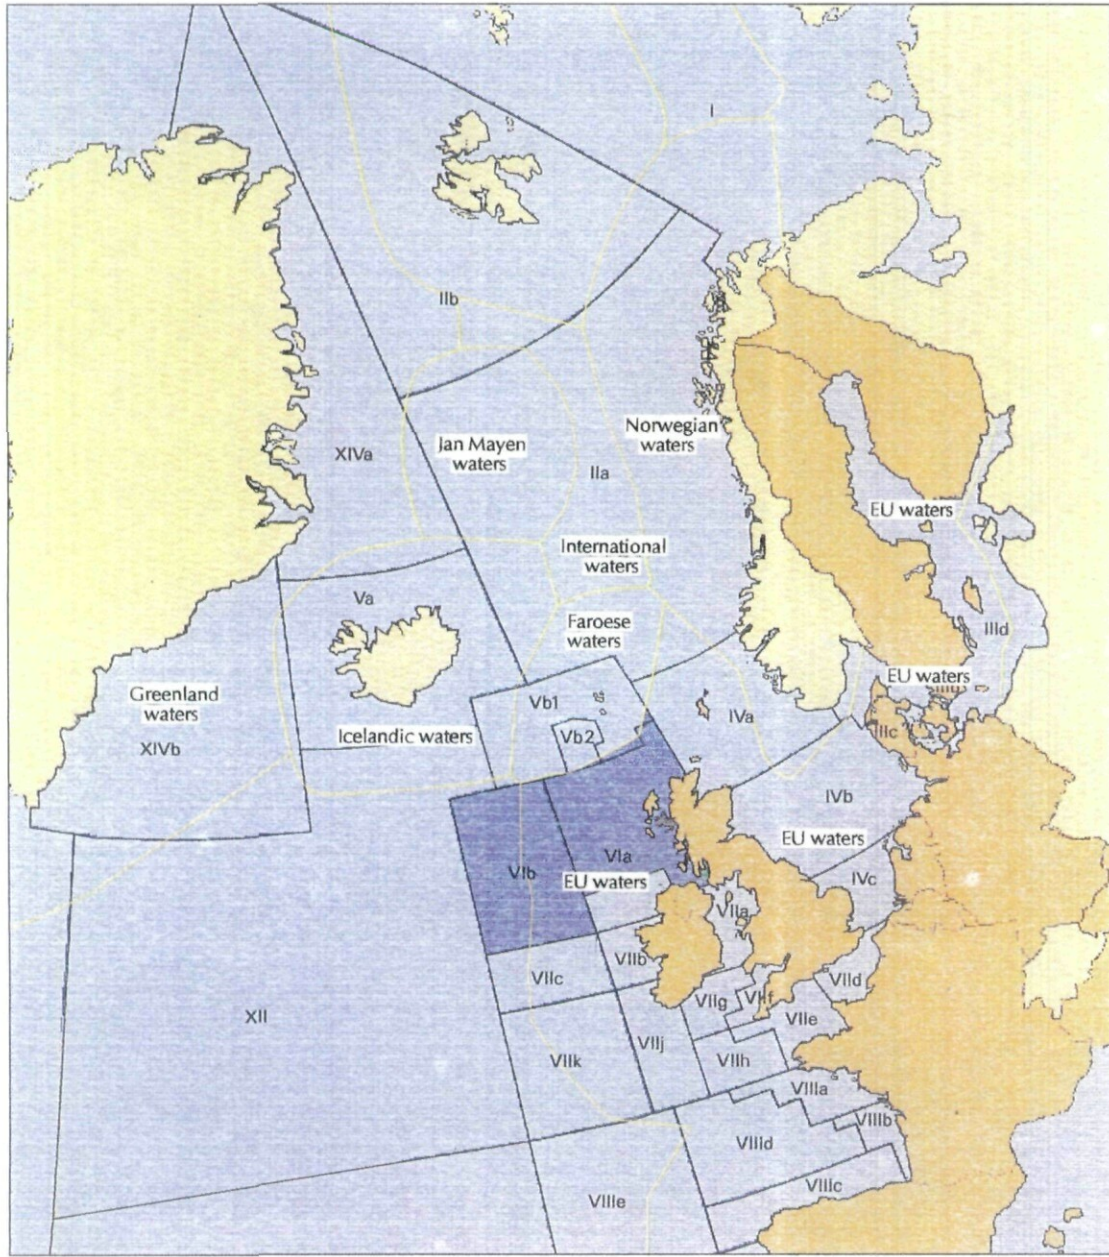 I
IIb
Norwegian
waters
Jan Mayen
waters
XIVa
IIa
EU waters
International
waters
Va
Faroese
waters
IIId
EU waters
Greenland
waters
Vb1
IVa
IIIc
Icelandic waters
Vb2
XIVb
IVb
EU waters
VIa
VIb
EU waters
IVc
VIIa
VIIb
VIIc
VIId
VIIg
VIIf
VIIe
XII
VIIj
VIIk
VIIh
VIIIa
VIIIb
VIIId
VIIIc
VIIIe